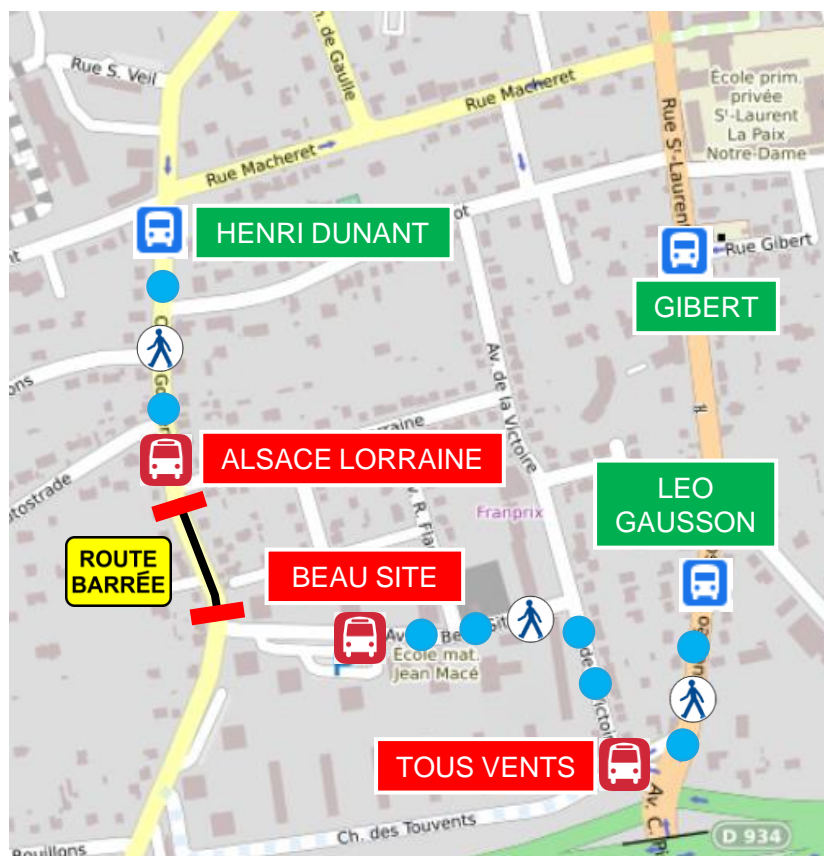 Rue S. Veil
de Gaulle
Rue Macheret
Rue Macheret
École prim.
privée
Sᵗ-Laurent
La Paix
Notre-Dame
Rue Sᵗ-Laurent
HENRI DUNANT
Rue Gibert
GIBERT
Av. de la Victoire
ALSACE LORRAINE
LEO
GAUSSON
Franprix
ROUTE
BARRÉE
BEAU SITE
École mat.
Jean Macé
TOUS VENTS
Ch. des Touvents
D 934